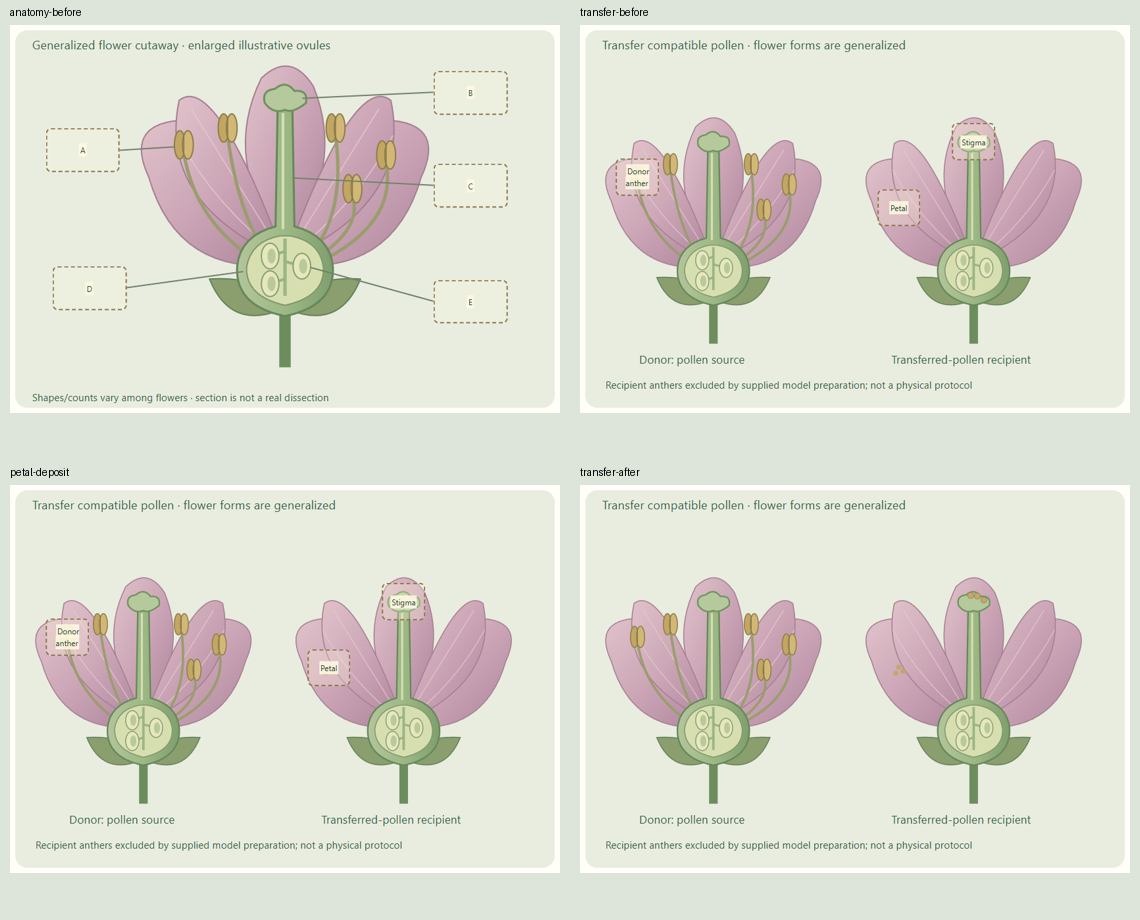 anatomy-before
Generalized flower cutaway · enlarged illustrative ovules
A
B
C
D
E
Shapes/counts vary among flowers · section is not a real dissection
transfer-before
Transfer compatible pollen · flower forms are generalized
Donor
anther
Stigma
Petal
Donor: pollen source
Transferred-pollen recipient
Recipient anthers excluded by supplied model preparation; not a physical protocol
petal-deposit
Transfer compatible pollen · flower forms are generalized
Donor
anther
Stigma
Petal
Donor: pollen source
Transferred-pollen recipient
Recipient anthers excluded by supplied model preparation; not a physical protocol
transfer-after
Transfer compatible pollen · flower forms are generalized
Donor: pollen source
Transferred-pollen recipient
Recipient anthers excluded by supplied model preparation; not a physical protocol